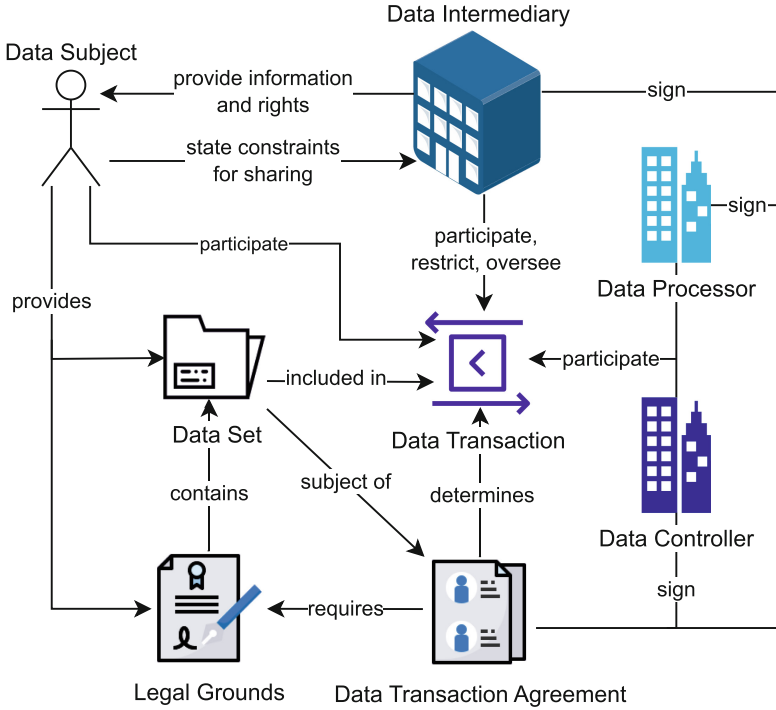 Data Intermediary
Data Subject
provide information
and rights
sign
state constraints
for sharing
sign
participate
participate,
restrict, oversee
Data Processor
provides
participate
included in
Data Set
Data Transaction
subject of
contains
determines
Data Controller
sign
requires
Legal Grounds
Data Transaction Agreement